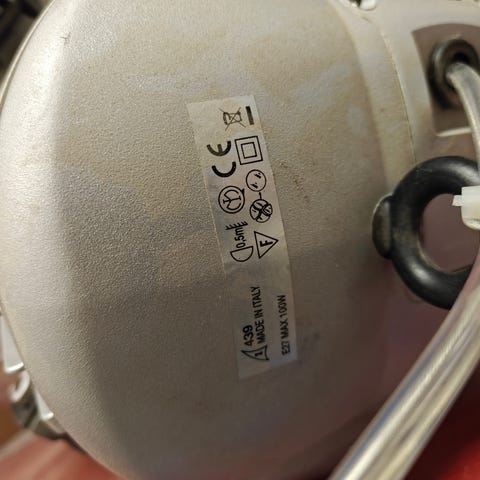 439
MADE IN ITALY
E27 MAX 100W
0,5m
F
CE